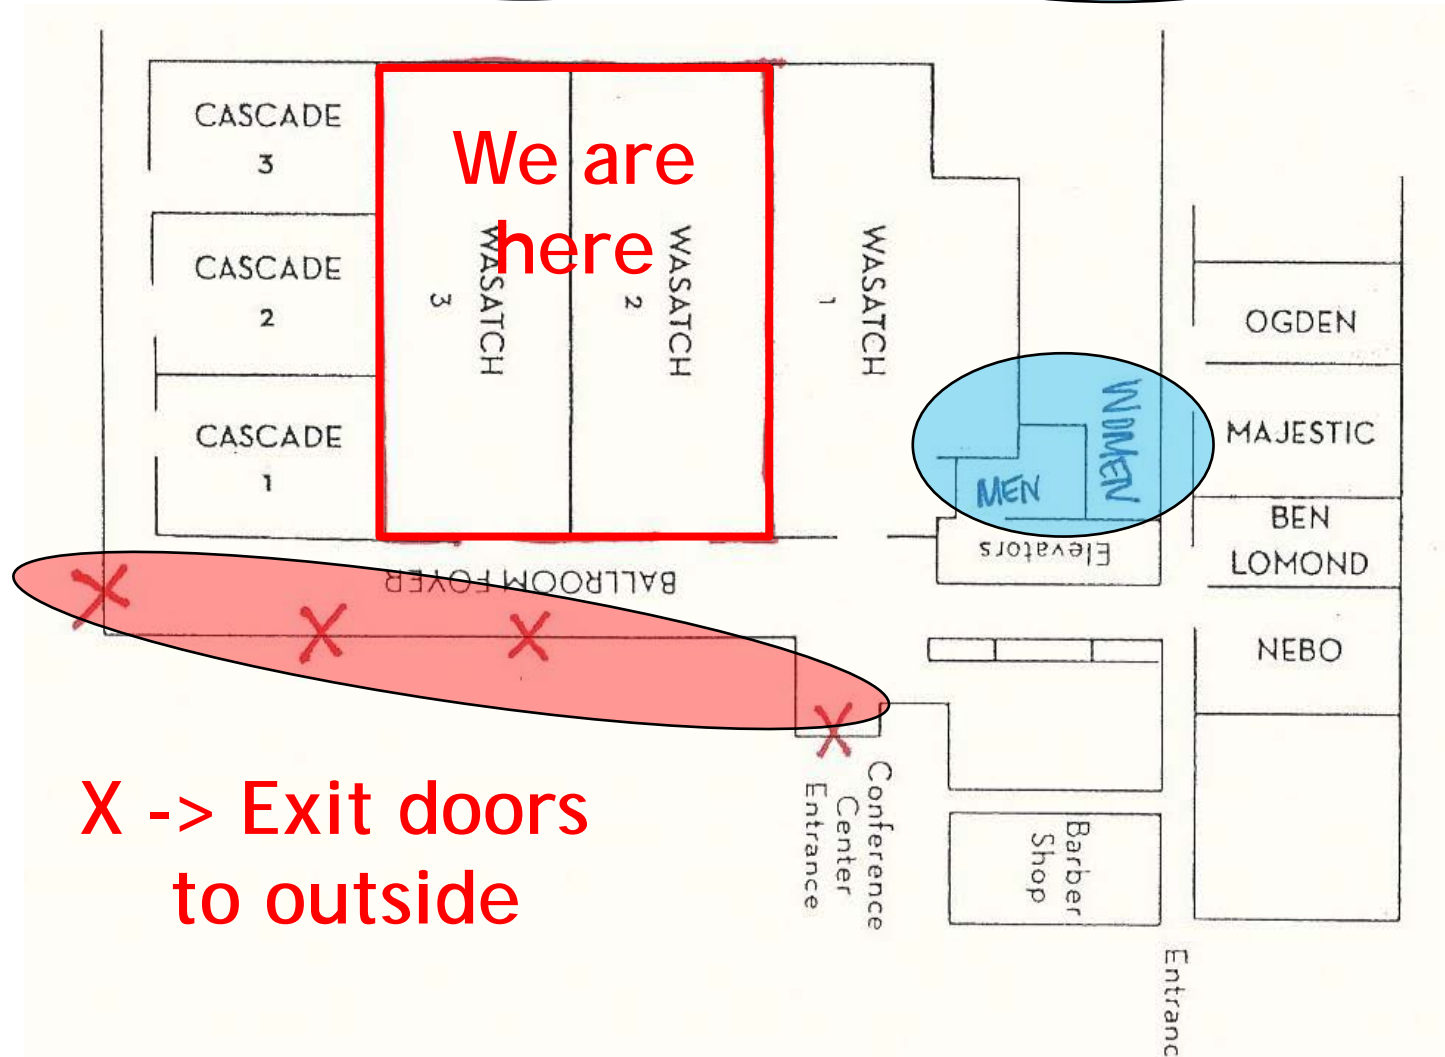 CASCADE
3
CASCADE
2
CASCADE
1
We are
here
WASATCH
3
WASATCH
2
WASATCH
1
MEN
WOMEN
Elevators
BALLROOM FOYER
OGDEN
MAJESTIC
BEN
LOMOND
NEBO
X
X
X
X
X -> Exit doors
to outside
Conference
Center
Entrance
Barber
Shop
Entranc